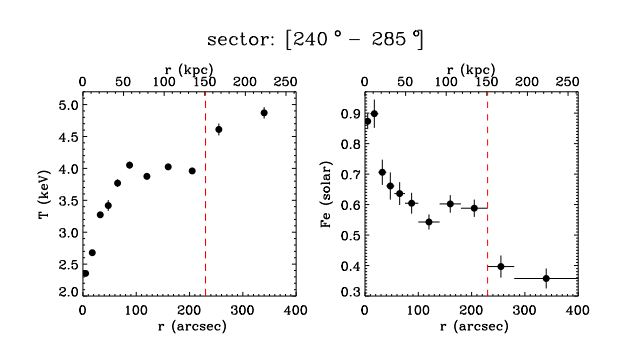 sector: [240 ° – 285 °]
r (kpc)
0 50 100 150 200 250
5.0
4.5
4.0
3.5
3.0
2.5
2.0
T (keV)
0 100 200 300 400
r (arcsec)
r (kpc)
0 50 100 150 200 250
0.9
0.8
0.7
0.6
0.5
0.4
0.3
Fe (solar)
0 100 200 300 400
r (arcsec)